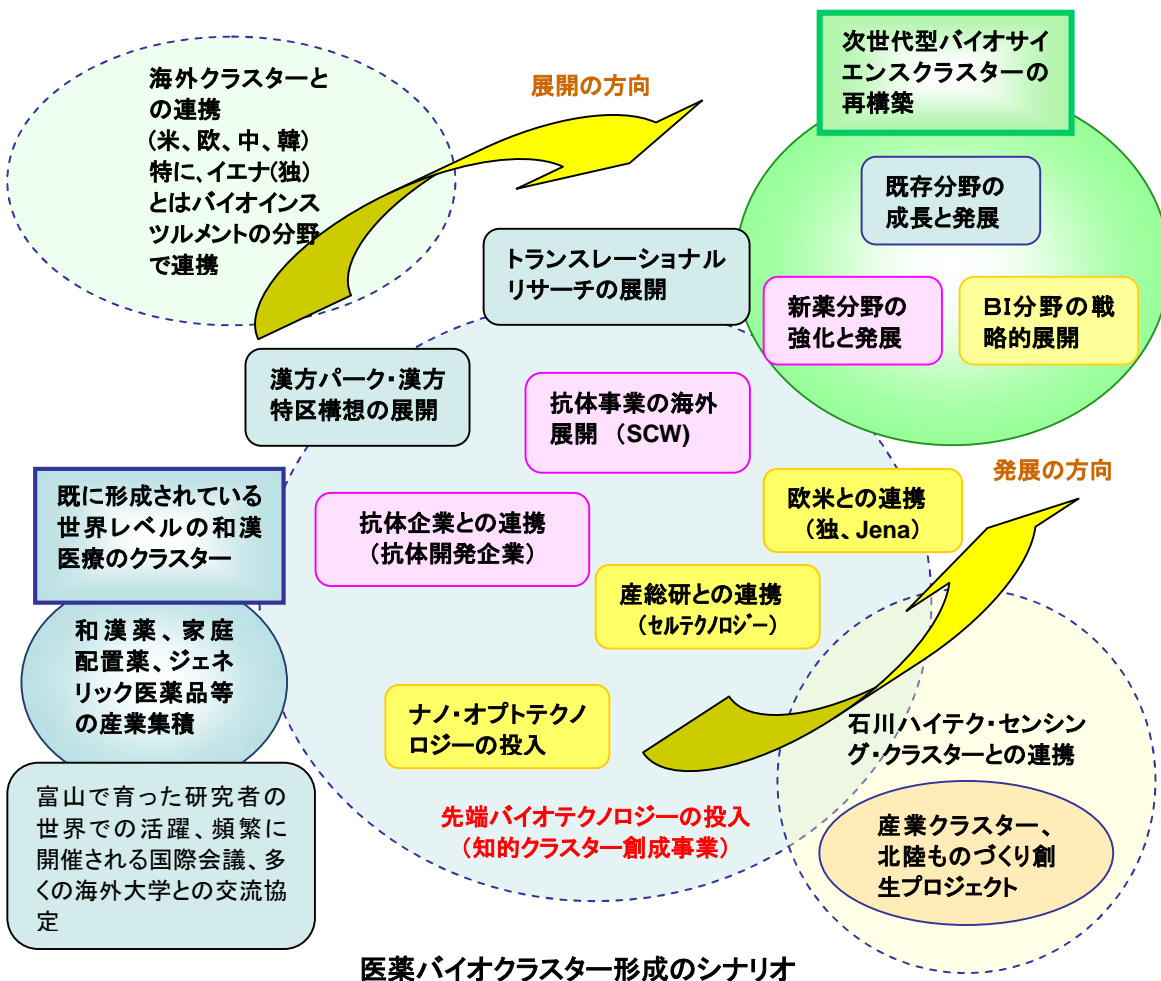 海外クラスターと
の連携
(米、欧、中、韓)
特に、イエナ(独)
とはバイオインス
ツルメントの分野
で連携
展開の方向
次世代型バイオサイ
エンスクラスターの
再構築
既存分野の
成長と発展
新薬分野の
強化と発展
BI分野の戦
略的展開
トランスレーショナル
リサーチの展開
漢方パーク・漢方
特区構想の展開
抗体事業の海外
展開 (SCW)
発展の方向
既に形成されている
世界レベルの和漢
医療のクラスター
抗体企業との連携
(抗体開発企業)
欧米との連携
(独、Jena)
産総研との連携
(セルテクノロジー)
和漢薬、家庭
配置薬、ジェネ
リック医薬品等
の産業集積
ナノ・オプトテクノ
ロジーの投入
石川ハイテク・センシン
グ・クラスターとの連携
富山で育った研究者の
世界での活躍、頻繁に
開催される国際会議、多
くの海外大学との交流協
定
先端バイオテクノロジーの投入
(知的クラスター創成事業)
産業クラスター、
北陸ものづくり創
生プロジェクト
医薬バイオクラスター形成のシナリオ